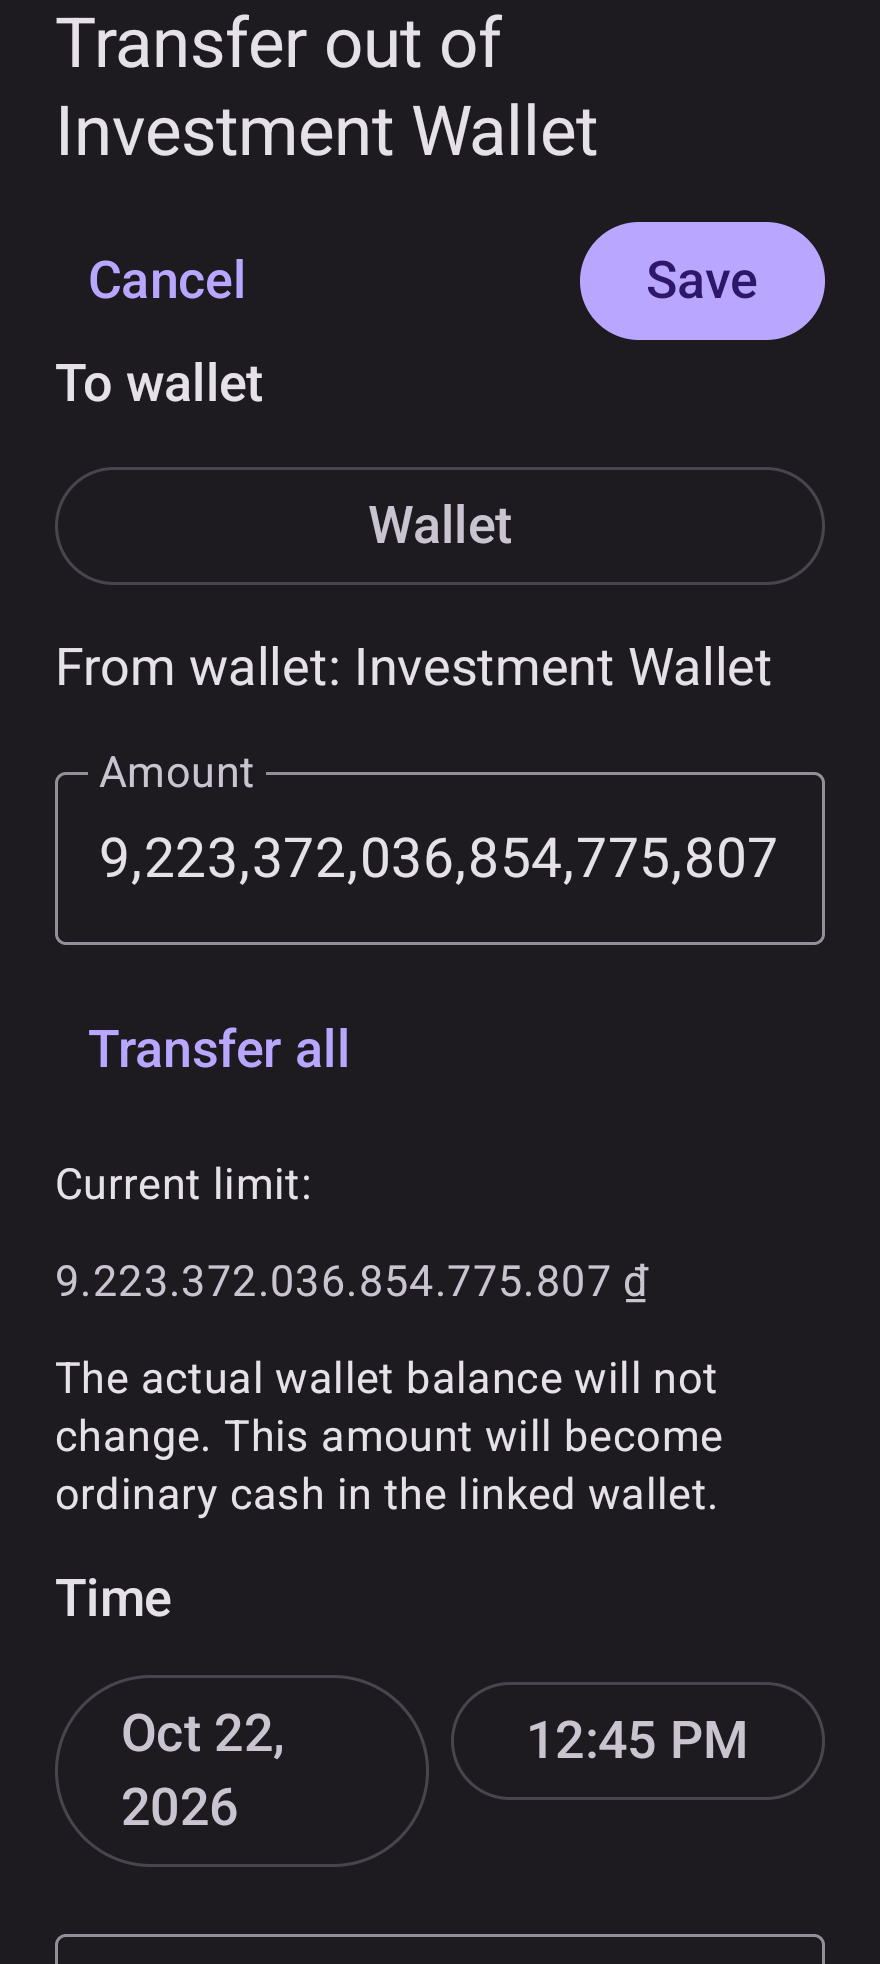 Transfer out of
Investment Wallet
Cancel
Save
To wallet
Wallet
From wallet: Investment Wallet
Amount
9,223,372,036,854,775,807
Transfer all
Current limit:
9.223.372.036.854.775.807 ₫
The actual wallet balance will not
change. This amount will become
ordinary cash in the linked wallet.
Time
Oct 22,
2026
12:45 PM